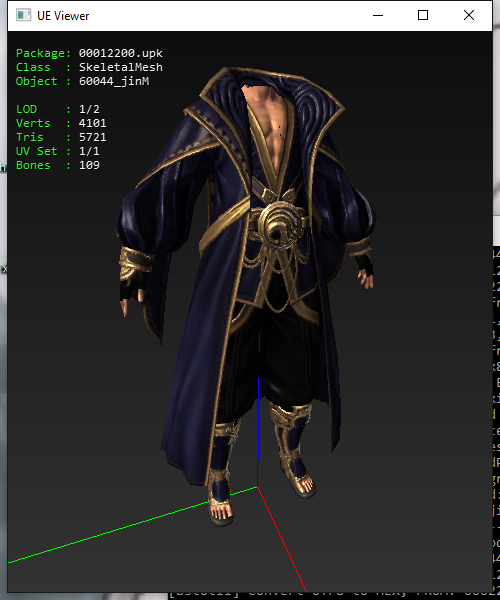 UE Viewer
Package: 00012200.upk
Class : SkeletalMesh
Object : 60044_jinM
LOD : 1/2
Verts : 4101
Tris : 5721
UV Set : 1/1
Bones : 109